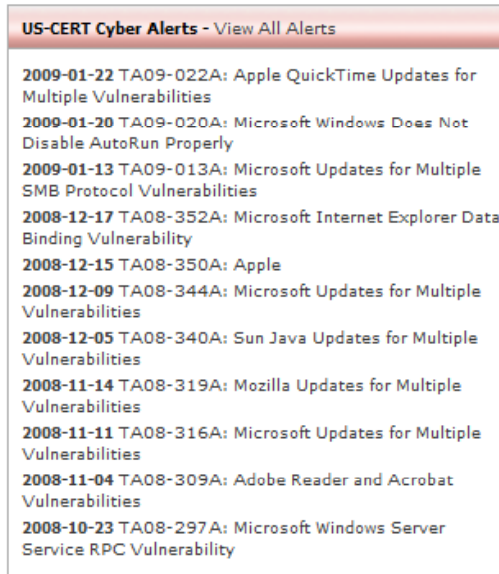 US-CERT Cyber Alerts - View All Alerts
2009-01-22 TA09-022A: Apple QuickTime Updates for
Multiple Vulnerabilities
2009-01-20 TA09-020A: Microsoft Windows Does Not
Disable AutoRun Properly
2009-01-13 TA09-013A: Microsoft Updates for Multiple
SMB Protocol Vulnerabilities
2008-12-17 TA08-352A: Microsoft Internet Explorer Data
Binding Vulnerability
2008-12-15 TA08-350A: Apple
2008-12-09 TA08-344A: Microsoft Updates for Multiple
Vulnerabilities
2008-12-05 TA08-340A: Sun Java Updates for Multiple
Vulnerabilities
2008-11-14 TA08-319A: Mozilla Updates for Multiple
Vulnerabilities
2008-11-11 TA08-316A: Microsoft Updates for Multiple
Vulnerabilities
2008-11-04 TA08-309A: Adobe Reader and Acrobat
Vulnerabilities
2008-10-23 TA08-297A: Microsoft Windows Server
Service RPC Vulnerability